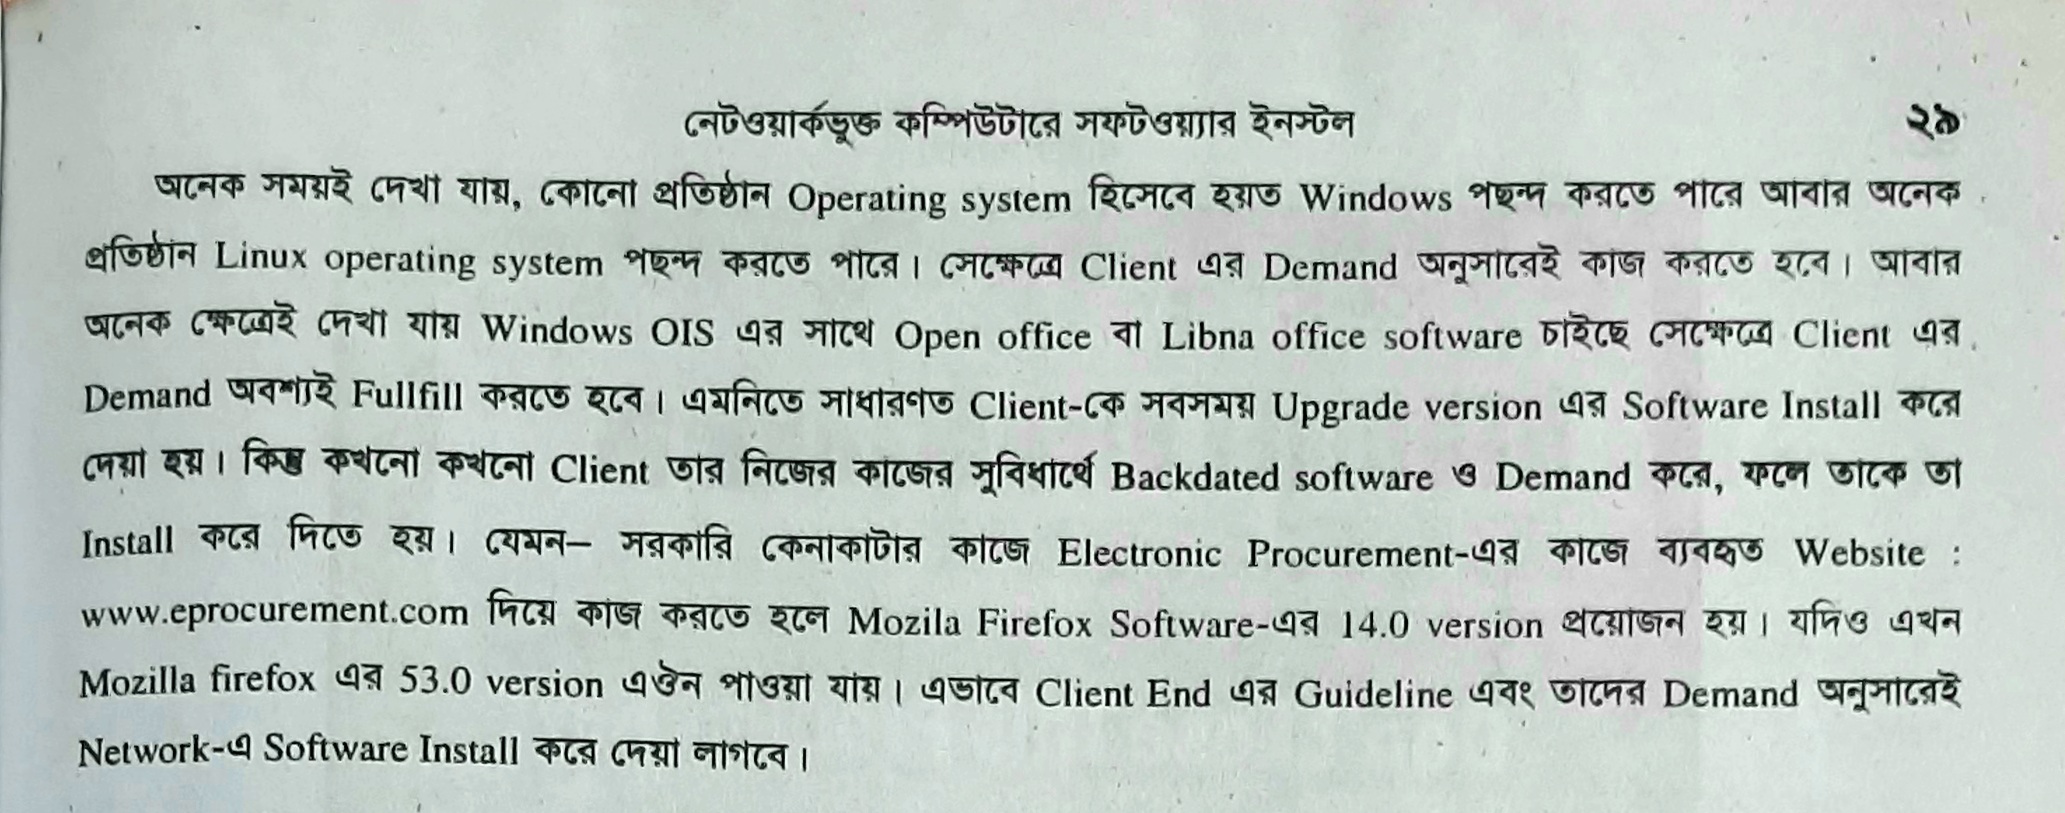 নেটওয়ার্কভুক্ত কম্পিউটারে সফটওয়্যার ইনস্টল ২৯
অনেক সময়ই দেখা যায়, কোনো প্রতিষ্ঠান Operating system হিসেবে হয়ত Windows পছন্দ করতে পারে আবার অনেক
প্রতিষ্ঠান Linux operating system পছন্দ করতে পারে। সেক্ষেত্রে Client এর Demand অনুসারেই কাজ করতে হবে। আবার
অনেক ক্ষেত্রেই দেখা যায় Windows OIS এর সাথে Open office বা Libna office software চাইছে সেক্ষেত্রে Client এর
Demand অবশ্যই Fullfill করতে হবে। এমনিতে সাধারণত Client-কে সবসময় Upgrade version এর Software Install করে
দেয়া হয়। কিন্তু কখনো কখনো Client তার নিজের কাজের সুবিধার্থে Backdated software ও Demand করে, ফলে তাকে তা
Install করে দিতে হয়। যেমন– সরকারি কেনাকাটার কাজে Electronic Procurement-এর কাজে ব্যবহৃত Website :
www.eprocurement.com দিয়ে কাজ করতে হলে Mozila Firefox Software-এর 14.0 version প্রয়োজন হয়। যদিও এখন
Mozilla firefox এর 53.0 version এঔন পাওয়া যায়। এভাবে Client End এর Guideline এবং তাদের Demand অনুসারেই
Network-এ Software Install করে দেয়া লাগবে।